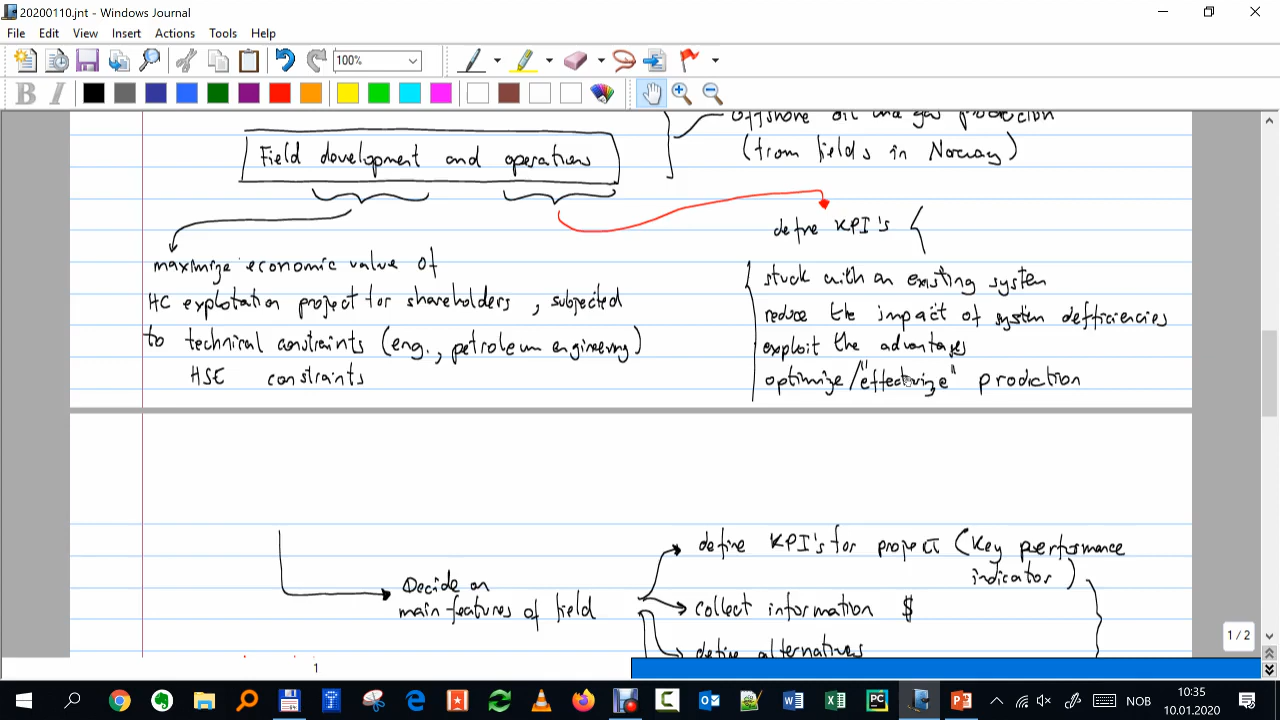 20200110.jnt - Windows Journal
File Edit View Insert Actions Tools Help
100%
B I
offshore oil and gas production
(from fields in Norway)
Field development and operations
define KPI's
maximize economic value of
HC explotation project for shareholders, subjected
to technical constraints (eng., petroleum engineering)
HSE constraints
stuck with an existing system
reduce the impact of system defficiencies
exploit the advantages
optimize/"effectivize" production
Decide on
main features of field
define KPI's for project (Key performance
indicator)
collect information $
define alternatives
1 / 2
1
NOB
10:35
10.01.2020